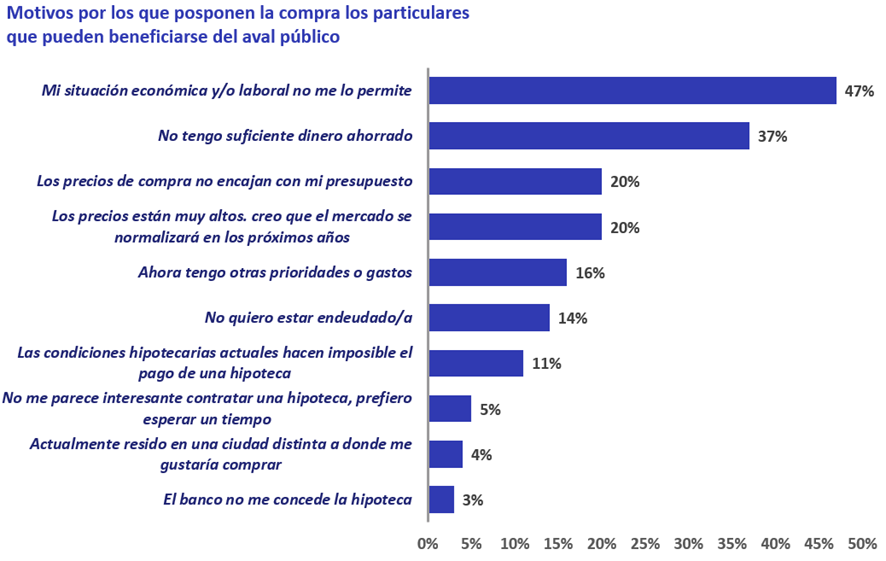 Motivos por los que posponen la compra los particulares
que pueden beneficiarse del aval público
Mi situación económica y/o laboral no me lo permite
47%
No tengo suficiente dinero ahorrado
37%
Los precios de compra no encajan con mi presupuesto
20%
Los precios están muy altos. creo que el mercado se
normalizará en los próximos años
20%
Ahora tengo otras prioridades o gastos
16%
No quiero estar endeudado/a
14%
Las condiciones hipotecarias actuales hacen imposible el
pago de una hipoteca
11%
No me parece interesante contratar una hipoteca, prefiero
esperar un tiempo
5%
Actualmente resido en una ciudad distinta a donde me
gustaría comprar
4%
El banco no me concede la hipoteca
3%
0% 5% 10% 15% 20% 25% 30% 35% 40% 45% 50%